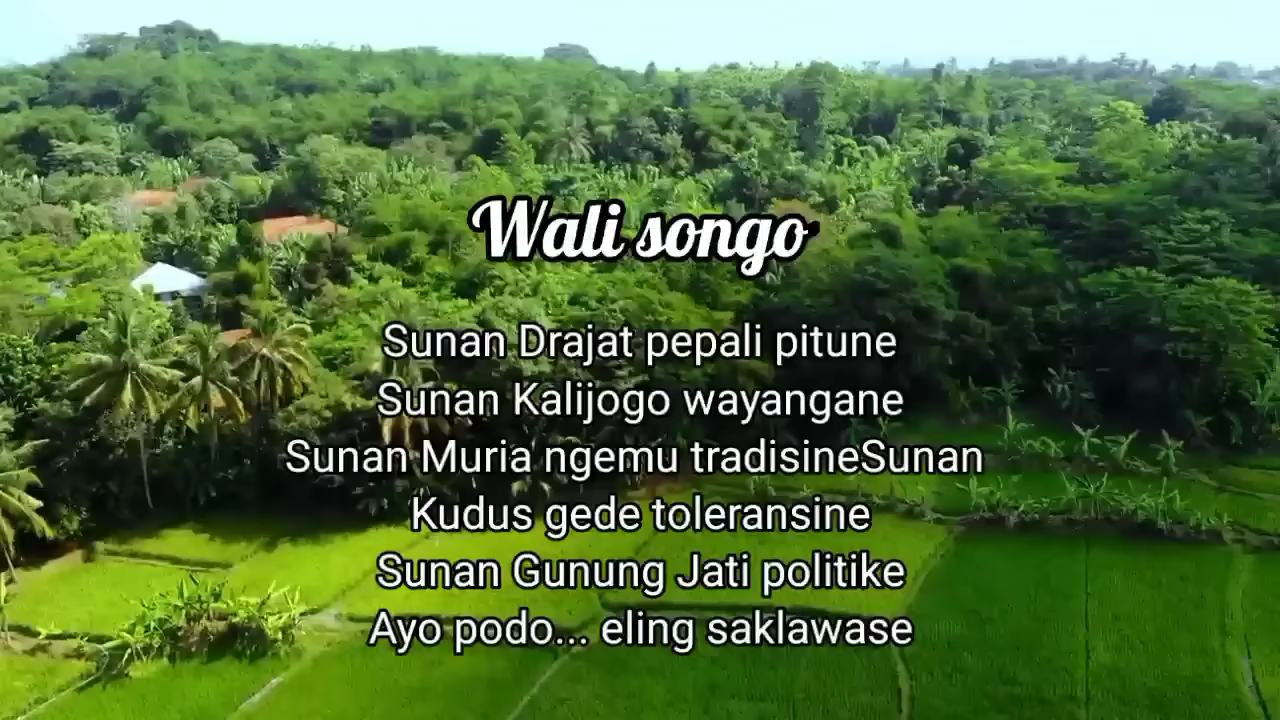 Wali songo
Sunan Drajat pepali pitune
Sunan Kalijogo wayangane
Sunan Muria ngemu tradisineSunan
Kudus gede toleransine
Sunan Gunung Jati politike
Ayo podo... eling saklawase